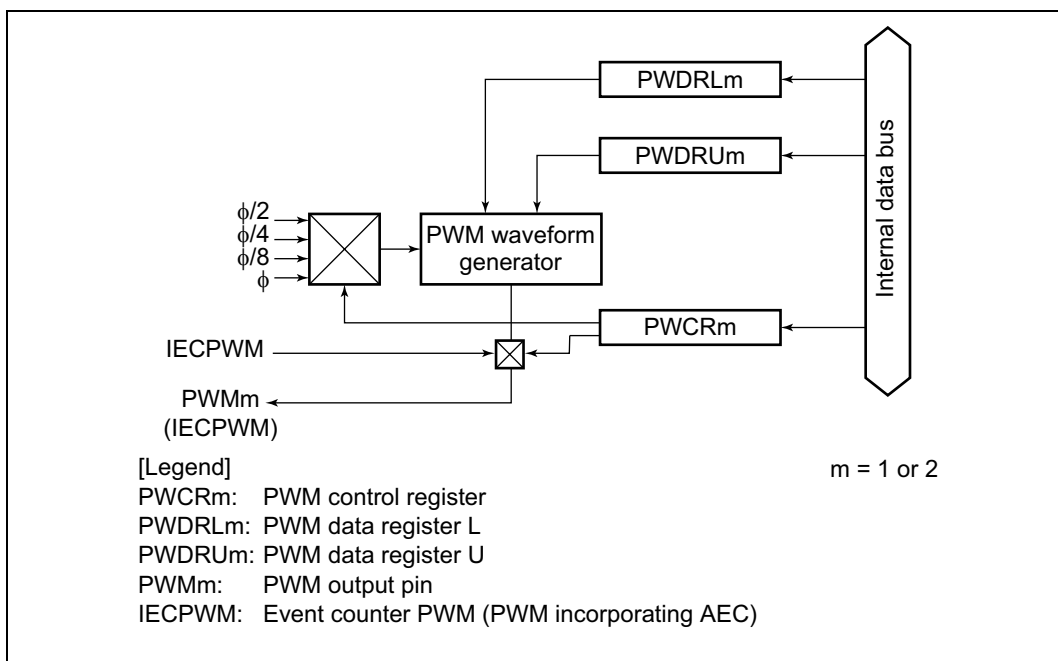 PWDRLm
PWDRUm
Internal data bus
ϕ/2
ϕ/4
ϕ/8
ϕ
PWM waveform
generator
PWCRm
IECPWM
PWMm
(IECPWM)
[Legend]
m = 1 or 2
PWCRm: PWM control register
PWDRLm: PWM data register L
PWDRUm: PWM data register U
PWMm: PWM output pin
IECPWM: Event counter PWM (PWM incorporating AEC)